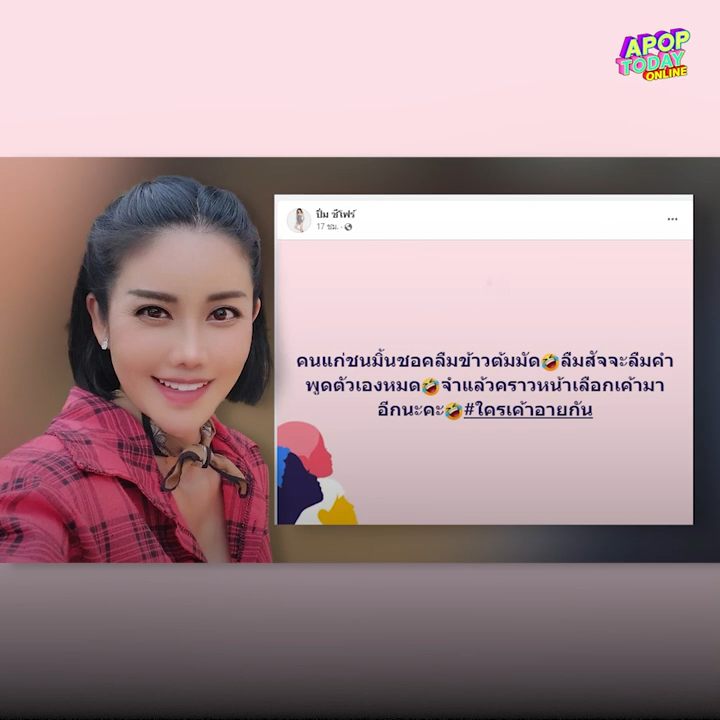 APOP
TODAY
ONLINE
ปิ่ม ซีโฟร์
17 ชม. ·
คนแก่ชนมิ้นชอคลืมข้าวต้มมัด🤣ลืมสัจจะลืมคำ
พูดตัวเองหมด🤣จำแล้วคราวหน้าเลือกเค้ามา
อีกนะคะ🤣#ใครเค้าอายกัน